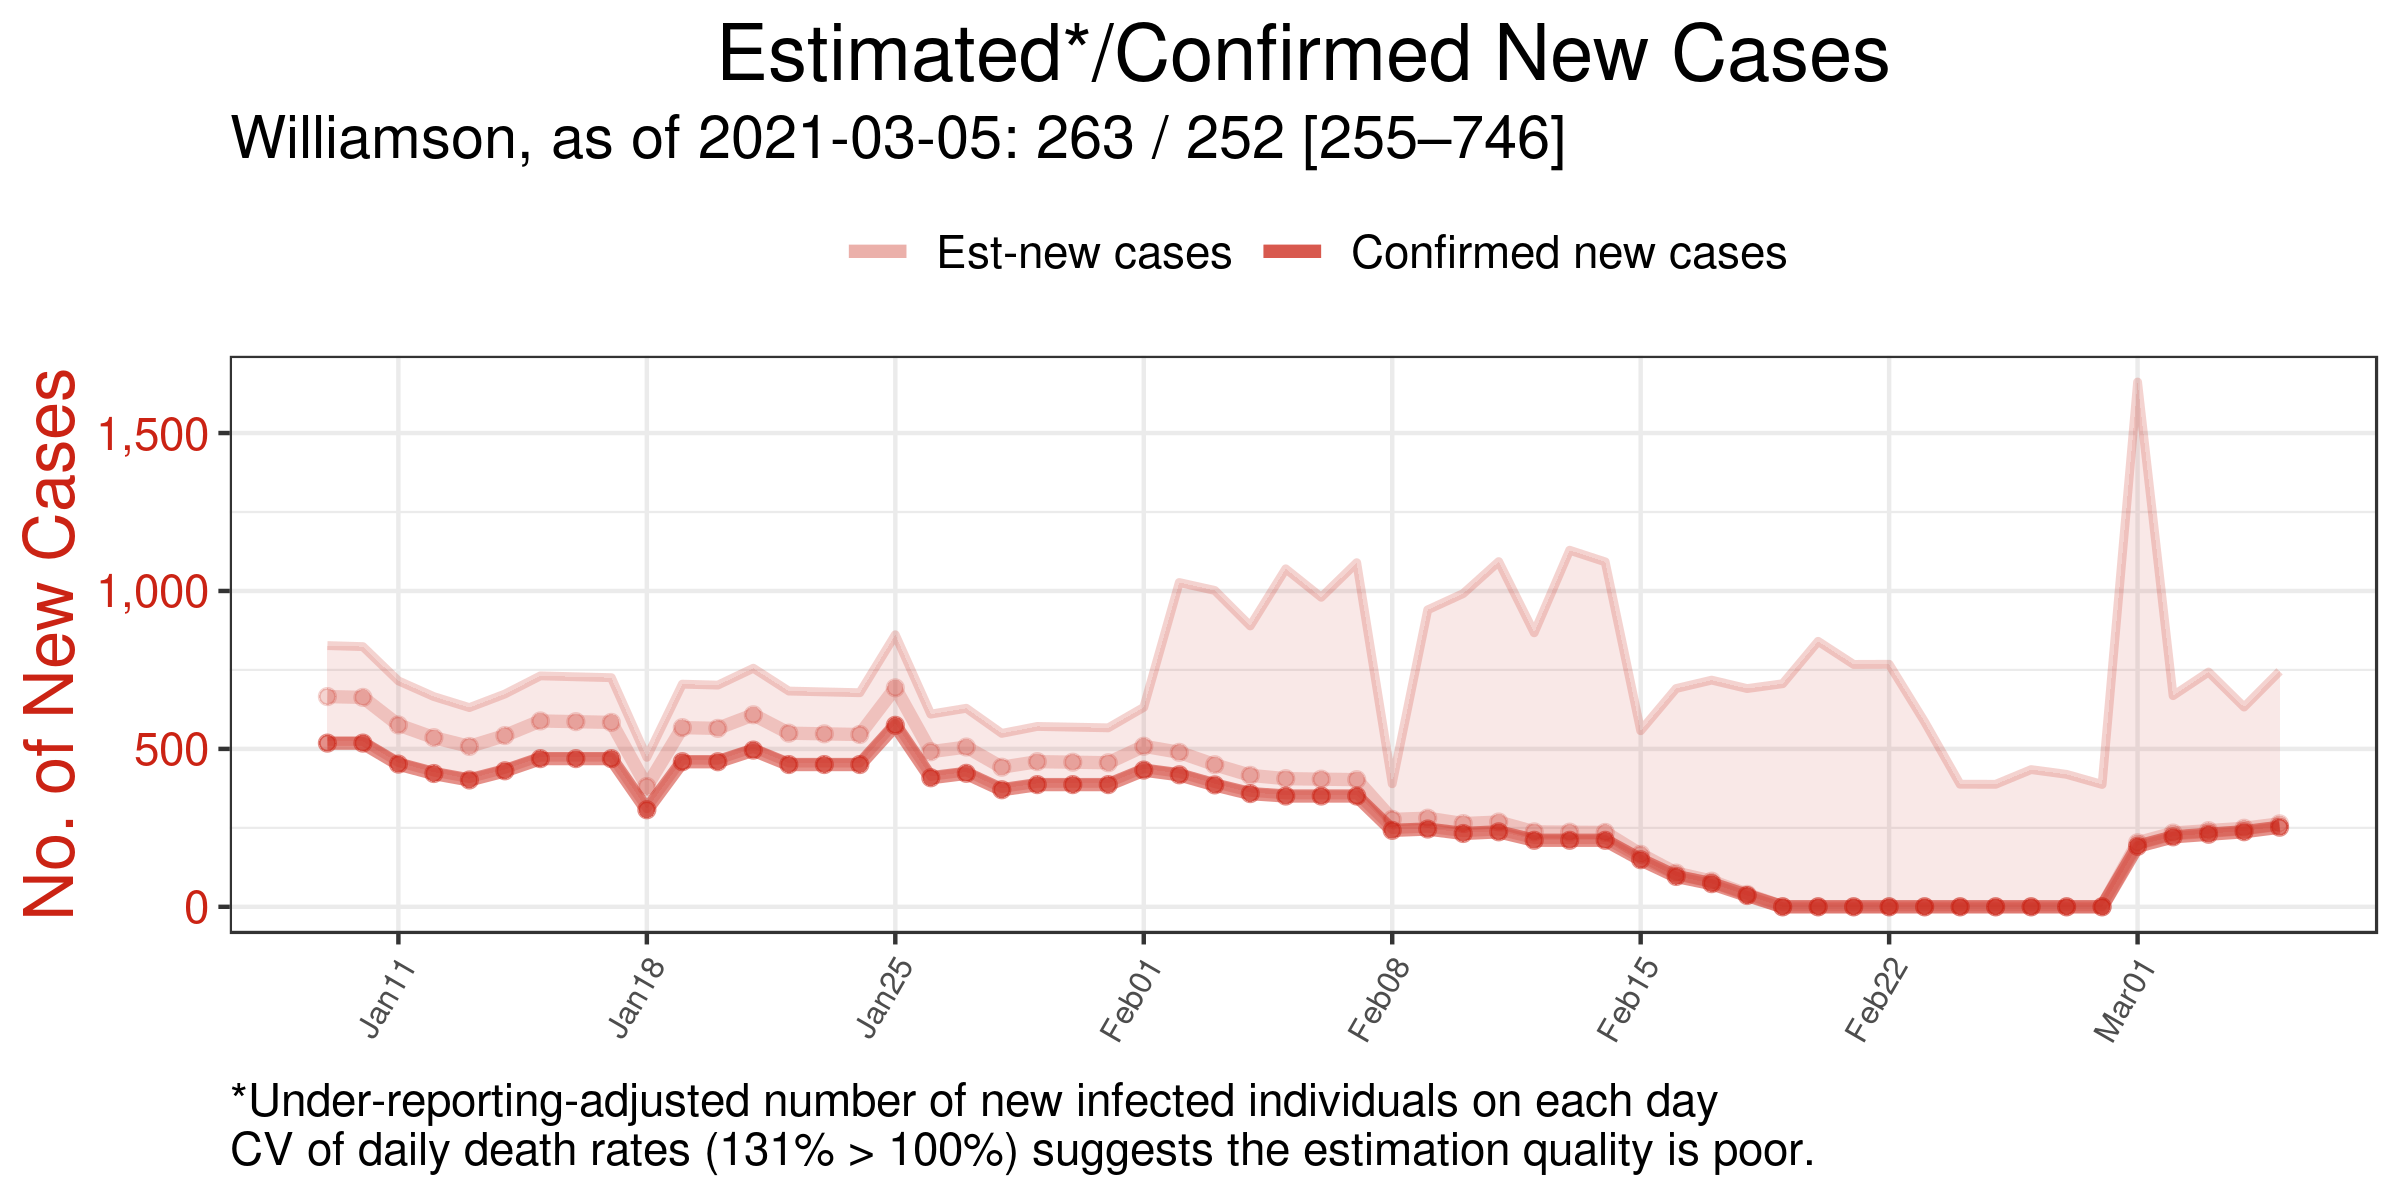 Estimated*/Confirmed New Cases
Williamson, as of 2021-03-05: 263 / 252 [255–746]
Est-new cases
Confirmed new cases
No. of New Cases
1,500
1,000
500
0
Jan11
Jan18
Jan25
Feb01
Feb08
Feb15
Feb22
Mar01
*Under-reporting-adjusted number of new infected individuals on each day
CV of daily death rates (131% > 100%) suggests the estimation quality is poor.